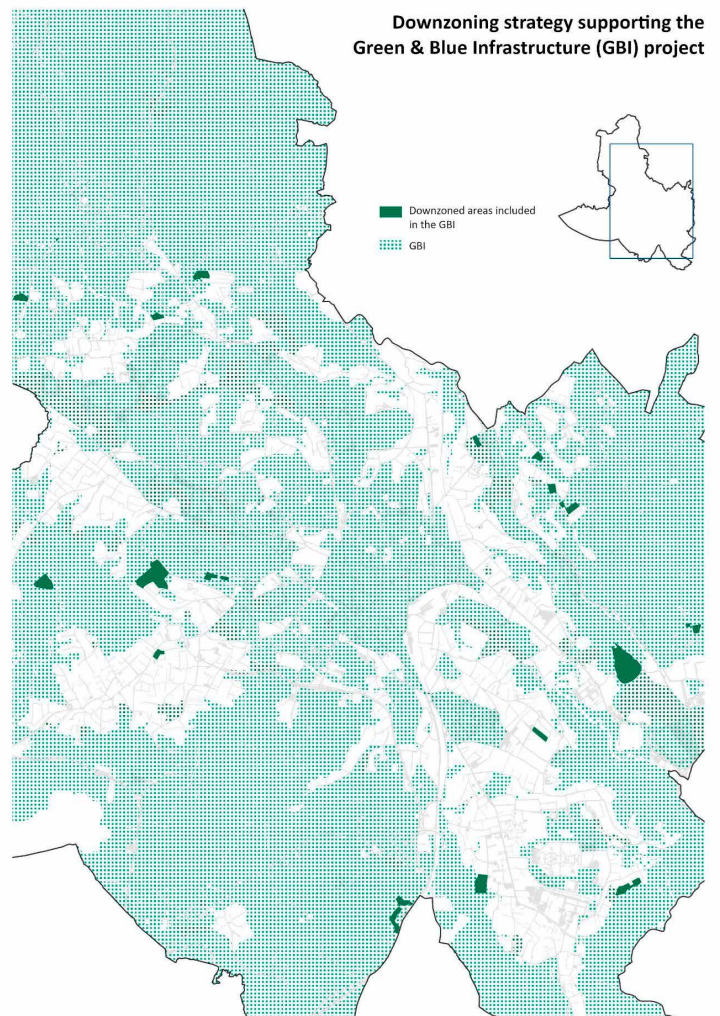 Downzoning strategy supporting the
Green & Blue Infrastructure (GBI) project
Downzoned areas included
in the GBI
GBI